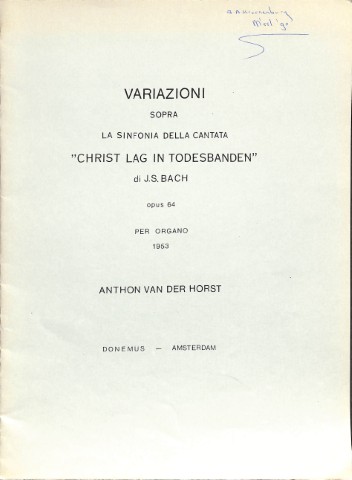 VARIAZIONI
SOPRA
LA SINFONIA DELLA CANTATA
"CHRIST LAG IN TODESBANDEN"
di J.S. BACH
opus 64
PER ORGANO
1953
ANTHON VAN DER HORST
DONEMUS — AMSTERDAM